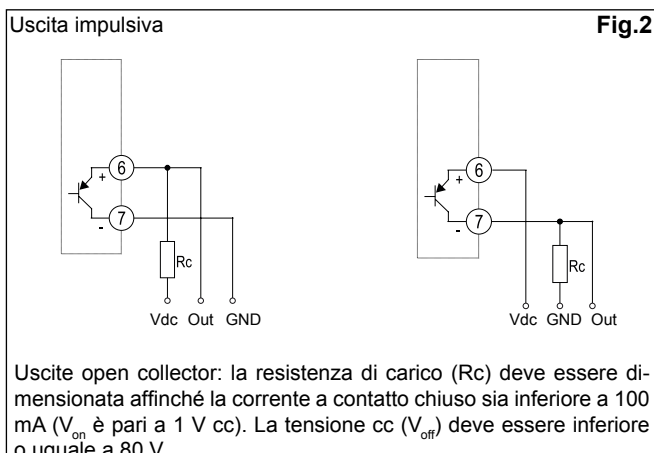 Uscita impulsiva Fig.2
+ 6 + 6
- 7 - 7
Rc Rc
Vdc Out GND Vdc GND Out
Uscite open collector: la resistenza di carico (Rc) deve essere di-
mensionata affinché la corrente a contatto chiuso sia inferiore a 100
mA (Von è pari a 1 V cc). La tensione cc (Voff) deve essere inferiore
o uguale a 80 V